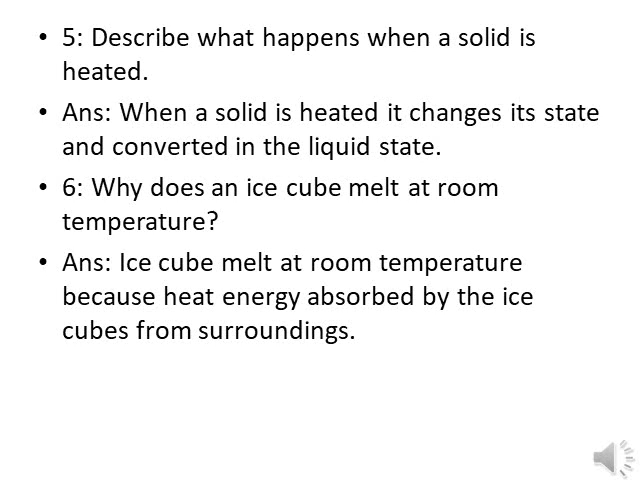 • 5: Describe what happens when a solid is
heated.
• Ans: When a solid is heated it changes its state
and converted in the liquid state.
• 6: Why does an ice cube melt at room
temperature?
• Ans: Ice cube melt at room temperature
because heat energy absorbed by the ice
cubes from surroundings.